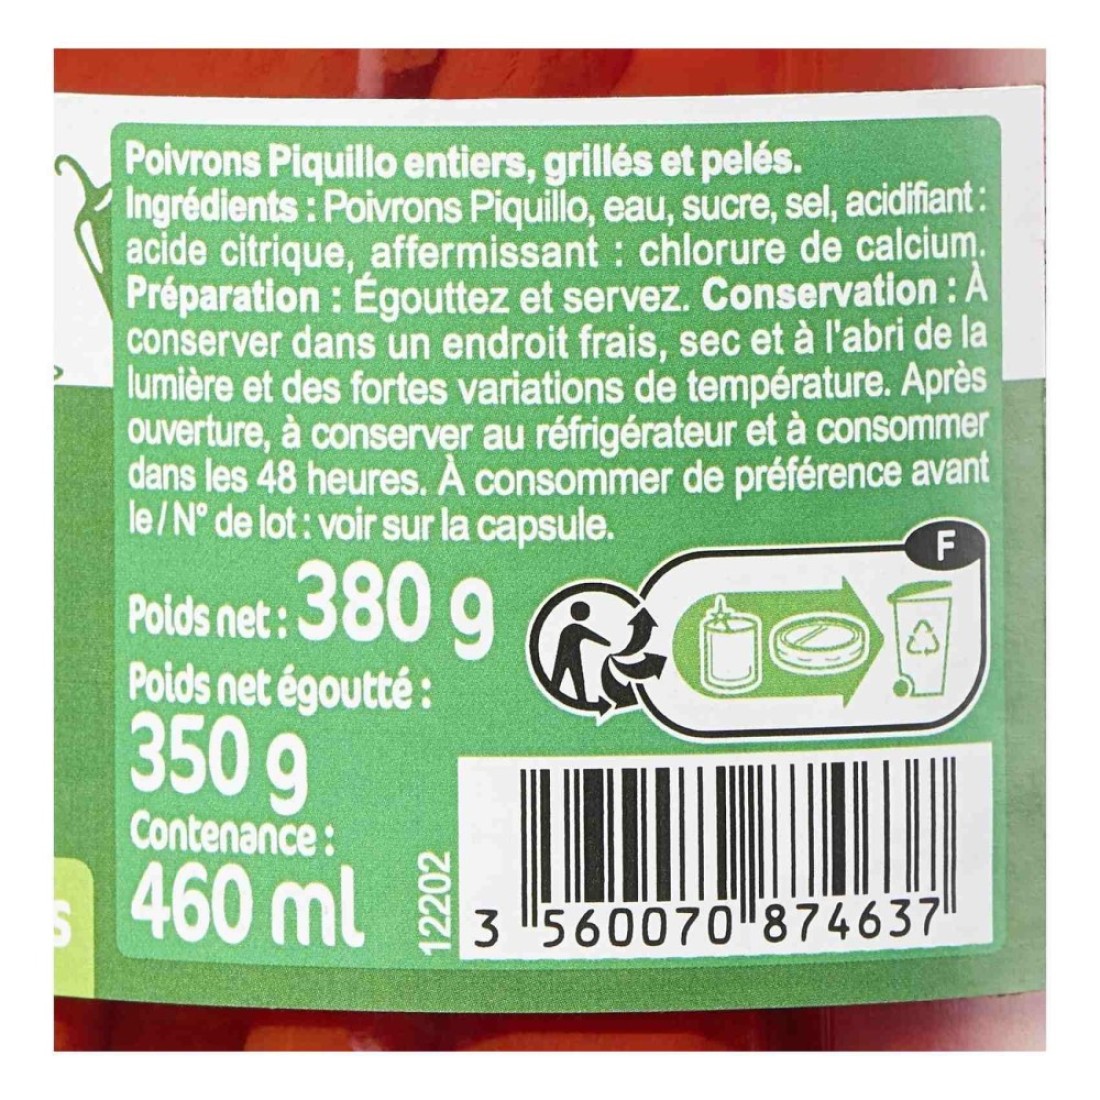 Poivrons Piquillo entiers, grillés et pelés.
Ingrédients : Poivrons Piquillo, eau, sucre, sel, acidifiant :
acide citrique, affermissant : chlorure de calcium.
Préparation : Égouttez et servez. Conservation : À
conserver dans un endroit frais, sec et à l'abri de la
lumière et des fortes variations de température. Après
ouverture, à conserver au réfrigérateur et à consommer
dans les 48 heures. À consommer de préférence avant
le / N° de lot : voir sur la capsule.
F
Poids net : 380 g
Poids net égoutté :
350 g
Contenance :
460 ml
12202
3 560070 874637
s